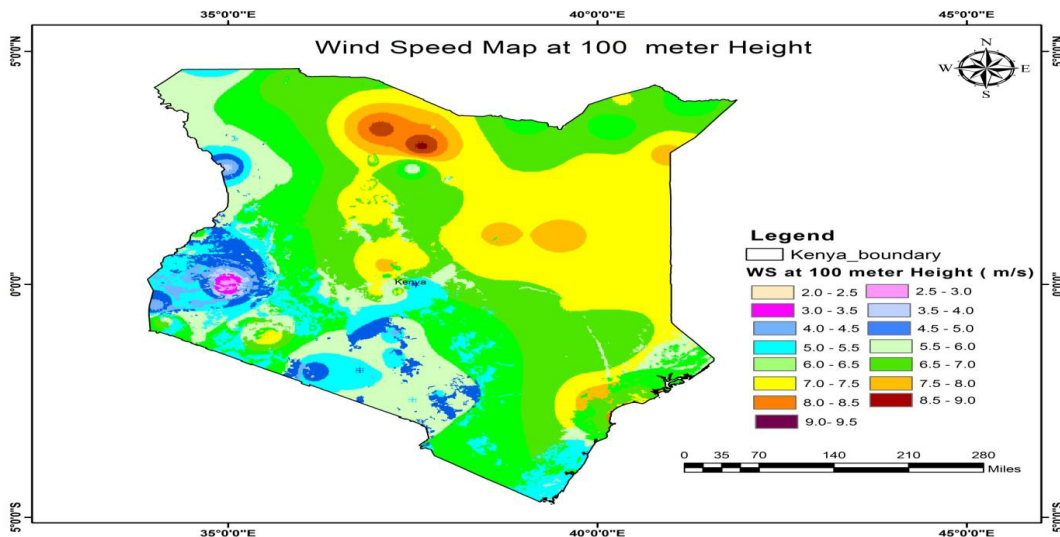 35°0'0"E 40°0'0"E 45°0'0"E
5°0'0"N 5°0'0"N
Wind Speed Map at 100 meter Height
N
W E
S
Legend
Kenya_boundary
WS at 100 meter Height ( m/s)
2.0 - 2.5 2.5 - 3.0
3.0 - 3.5 3.5 - 4.0
4.0 - 4.5 4.5 - 5.0
5.0 - 5.5 5.5 - 6.0
6.0 - 6.5 6.5 - 7.0
7.0 - 7.5 7.5 - 8.0
8.0 - 8.5 8.5 - 9.0
9.0 - 9.5
Kenya
0°0'0" 0°0'0"
0 35 70 140 210 280
Miles
5°0'0"S 5°0'0"S
35°0'0"E 40°0'0"E 45°0'0"E